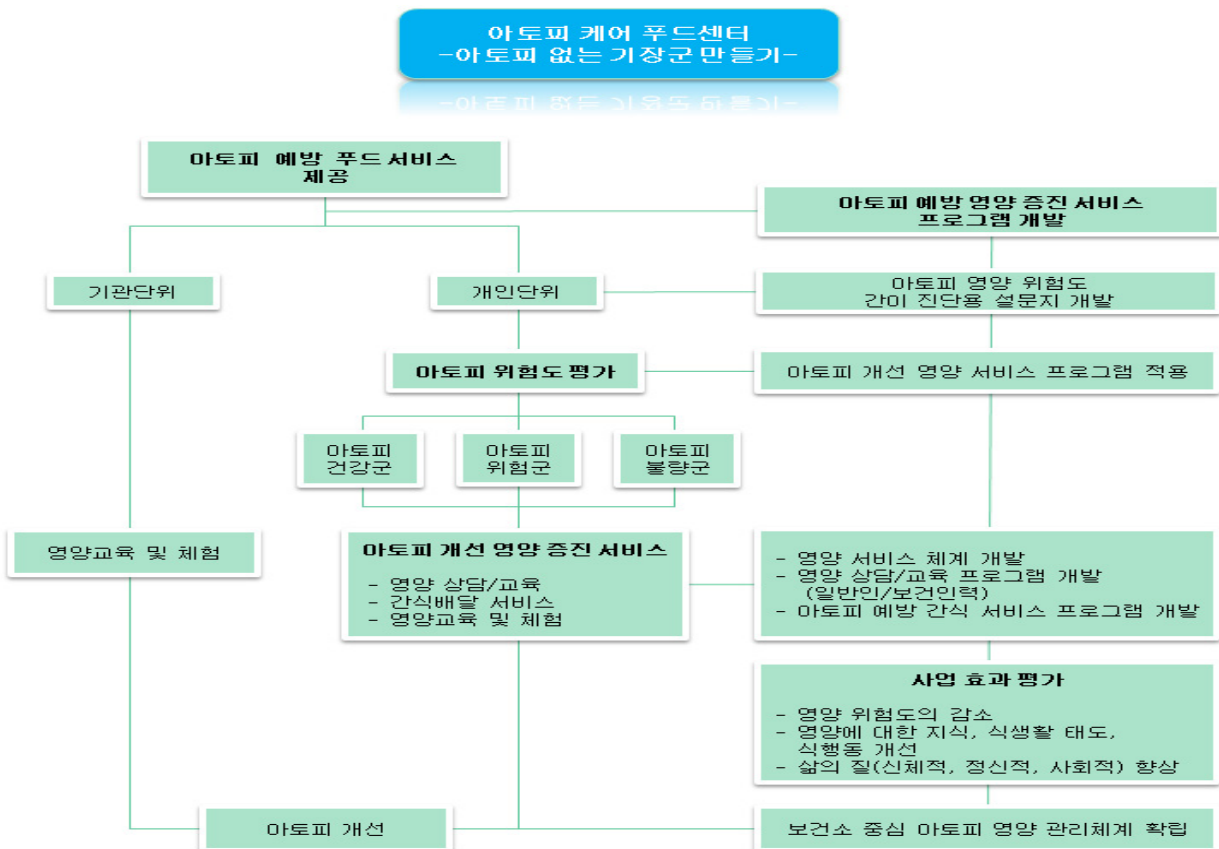 아토피 케어 푸드센터
-아토피 없는 기장군 만들기-
아토피 예방 푸드 서비스
제공
아토피 예방 영양 증진 서비스
프로그램 개발
기관단위
개인단위
아토피 영양 위험도
간이 진단용 설문지 개발
아토피 위험도 평가
아토피 개선 영양 서비스 프로그램 적용
아토피
건강군
아토피
위험군
아토피
불량군
영양교육 및 체험
아토피 개선 영양 증진 서비스
- 영양 상담/교육
- 간식배달 서비스
- 영양교육 및 체험
- 영양 서비스 체계 개발
- 영양 상담/교육 프로그램 개발
(일반인/보건인력)
- 아토피 예방 간식 서비스 프로그램 개발
사업 효과 평가
- 영양 위험도의 감소
- 영양에 대한 지식, 식생활 태도,
식행동 개선
- 삶의 질(신체적, 정신적, 사회적) 향상
아토피 개선
보건소 중심 아토피 영양 관리체계 확립